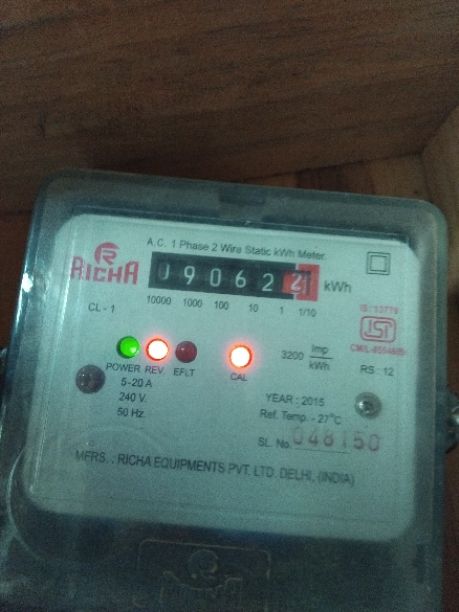 A.C. 1 Phase 2 Wire Static kWh Meter.
RICHA
090622 kWh
10000 1000 100 10 1 1/10
CL - 1
IS : 13779
ISI
RS : 12
3200 Imp/kWh
POWER REV. EFLT CAL
5-20 A
240 V.
50 Hz.
YEAR : 2015
Ref. Temp. - 27°C
SL. No. 048150
MFRS. : RICHA EQUIPMENTS PVT. LTD. DELHI, (INDIA)